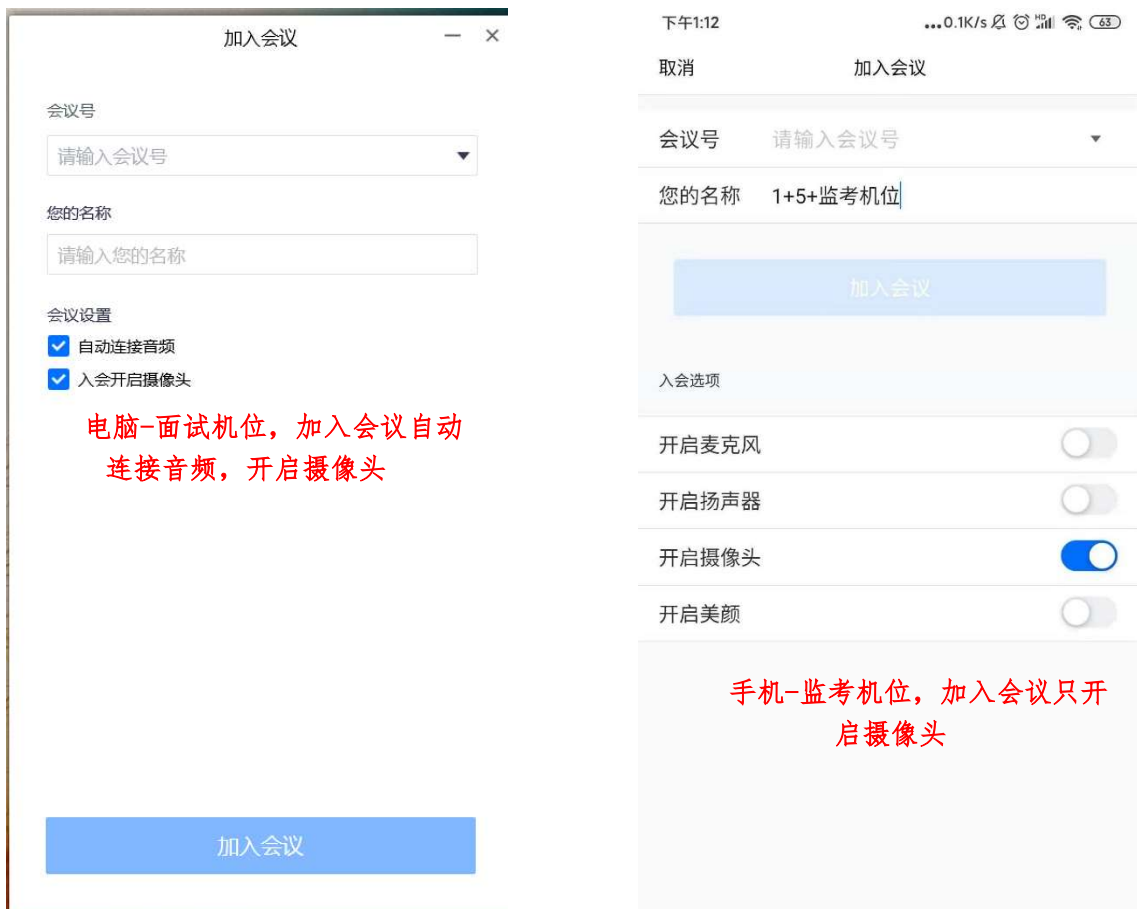 加入会议
会议号
请输入会议号
您的名称
请输入您的名称
会议设置
自动连接音频
入会开启摄像头
电脑-面试机位，加入会议自动
连接音频，开启摄像头
加入会议
下午1:12
...0.1K/s
HD
63
取消
加入会议
会议号 请输入会议号
您的名称 1+5+监考机位
加入会议
入会选项
开启麦克风
开启扬声器
开启摄像头
开启美颜
手机-监考机位，加入会议只开
启摄像头